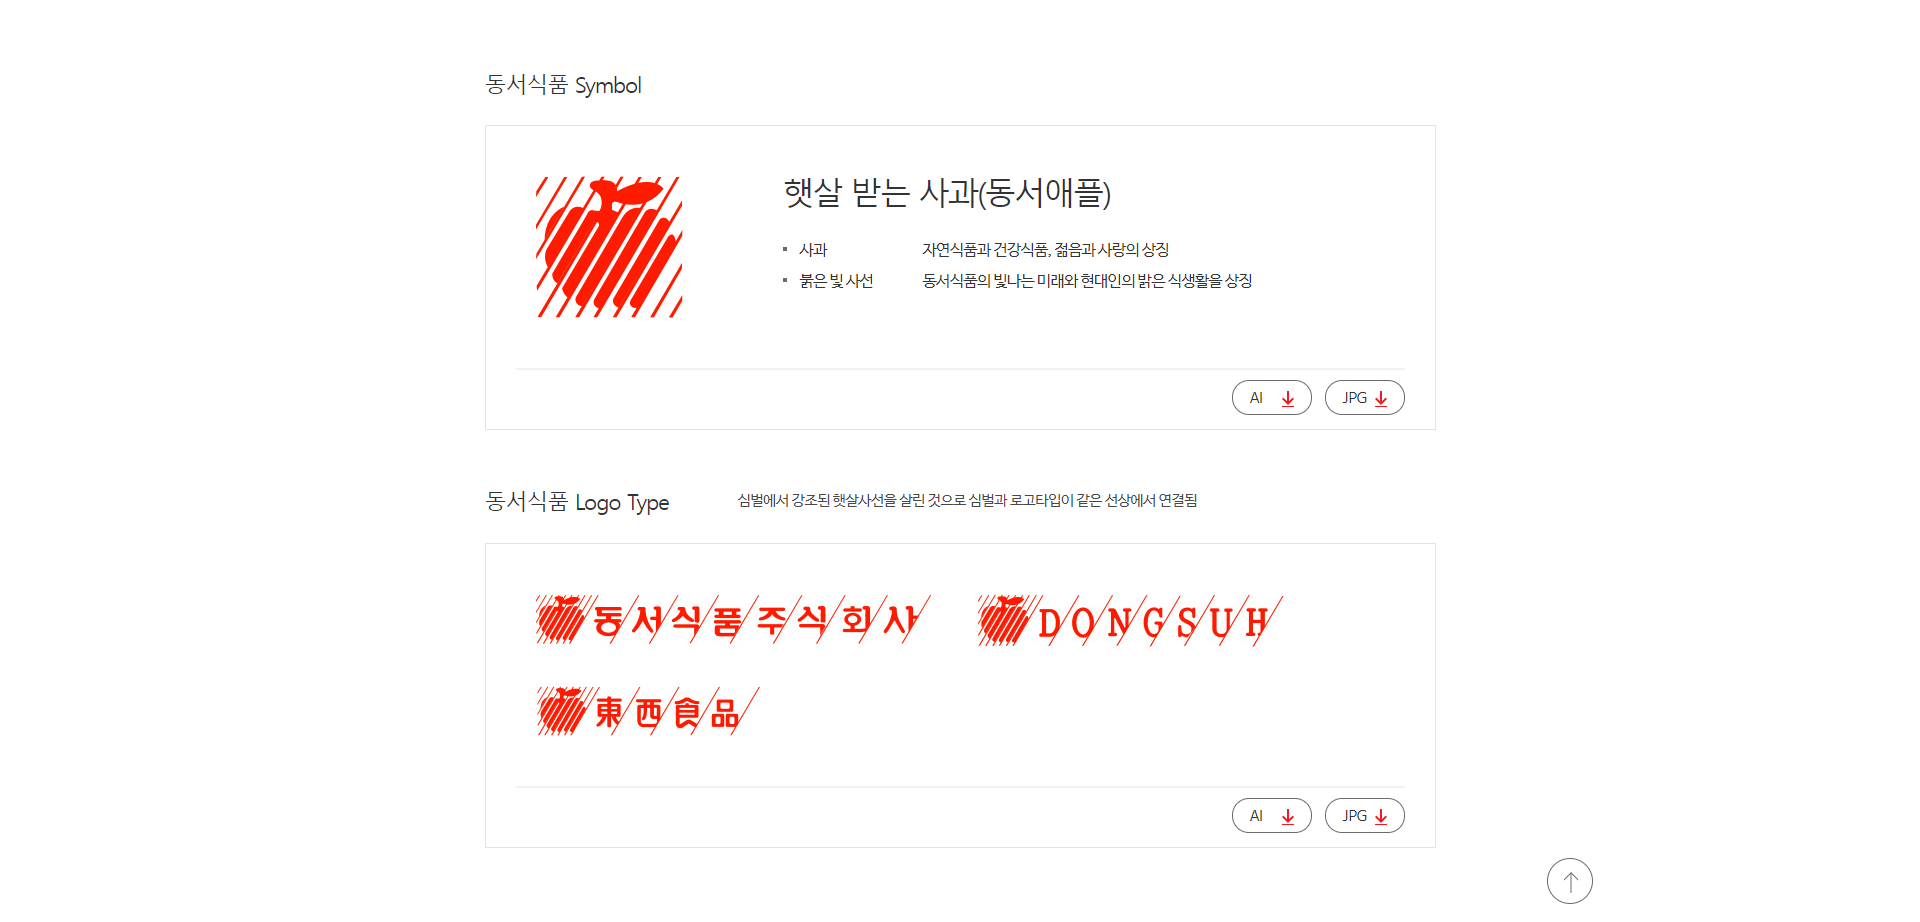 동서식품 Symbol
햇살 받는 사과(동서애플)
사과 자연식품과 건강식품, 젊음과 사랑의 상징
붉은 빛 사선 동서식품의 빛나는 미래와 현대인의 밝은 식생활을 상징
AI JPG
동서식품 Logo Type 심벌에서 강조된 햇살사선을 살린 것으로 심벌과 로고타입이 같은 선상에서 연결됨
동서식품주식회사 DONGSUH
東西食品
AI JPG